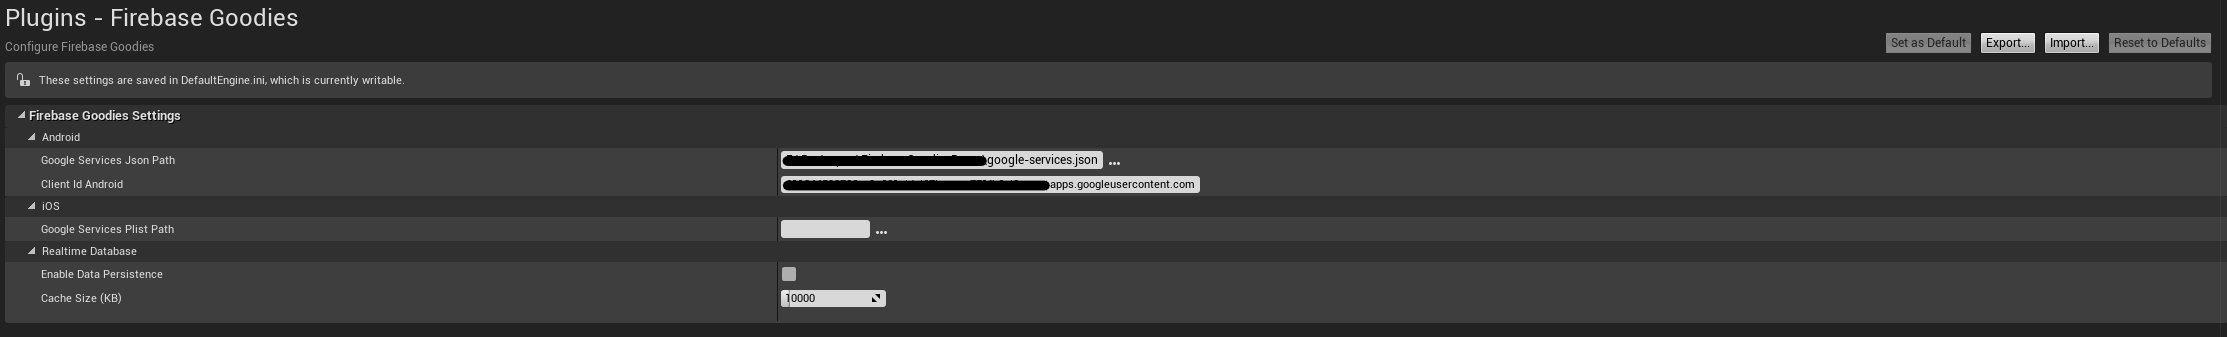 Plugins - Firebase Goodies
Configure Firebase Goodies
Set as Default Export... Import... Reset to Defaults
These settings are saved in DefaultEngine.ini, which is currently writable.
Firebase Goodies Settings
Android
Google Services Json Path google-services.json ...
Client Id Android apps.googleusercontent.com
iOS
Google Services Plist Path ...
Realtime Database
Enable Data Persistence
Cache Size (KB) 10000